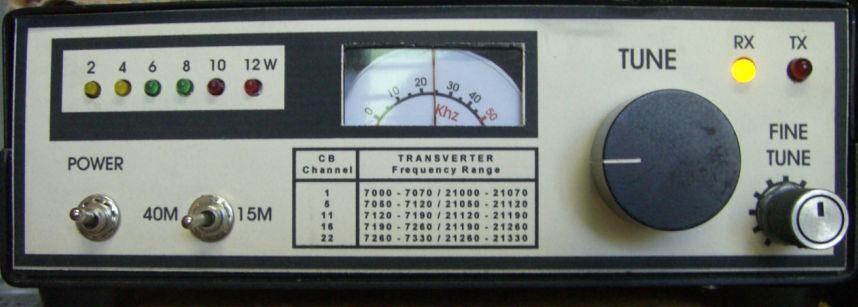 2 4 6 8 10 12 W
0 10 20 30 40 50
Khz
TUNE
RX TX
FINE
TUNE
POWER
40M 15M
CB TRANSVERTER
Channel Frequency Range
1 7000 - 7070 / 21000 - 21070
5 7050 - 7120 / 21050 - 21120
11 7120 - 7190 / 21120 - 21190
16 7190 - 7260 / 21190 - 21260
22 7260 - 7330 / 21260 - 21330